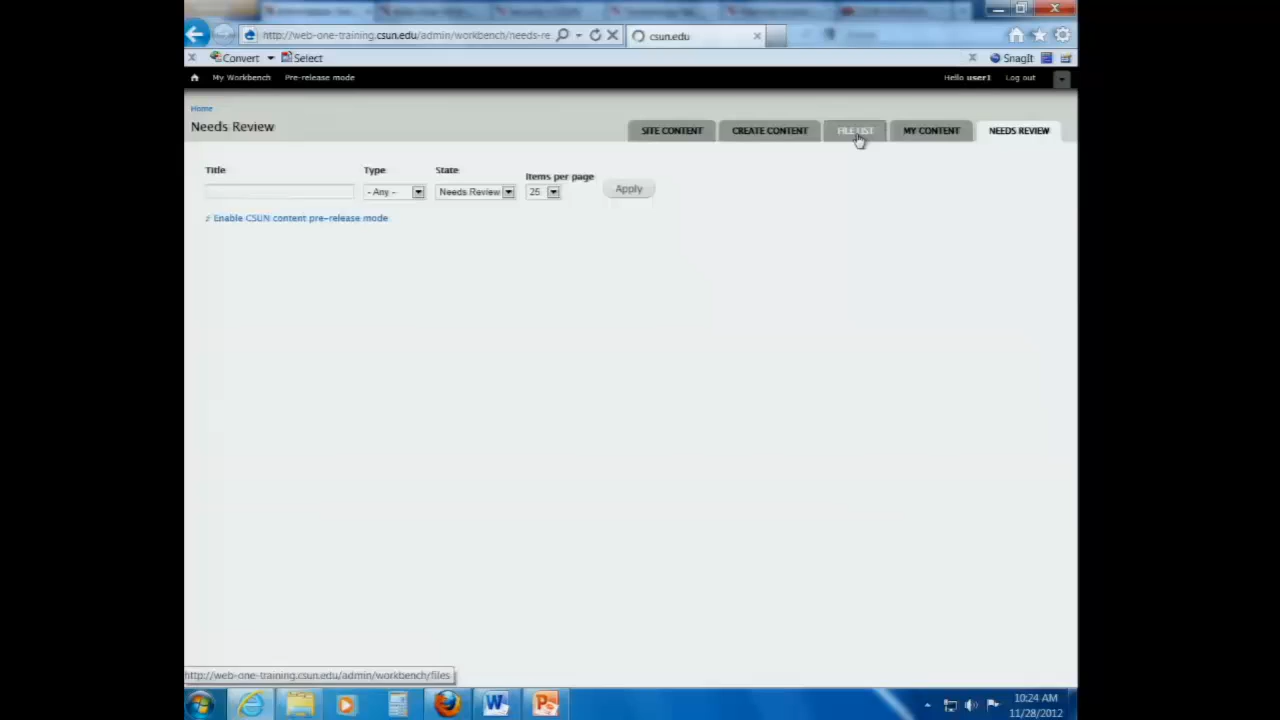 http://web-one-training.csun.edu/admin/workbench/needs-re
csun.edu
Convert
Select
SnagIt
My Workbench
Pre-release mode
Hello user1
Log out
Home
Needs Review
SITE CONTENT
CREATE CONTENT
FILE LIST
MY CONTENT
NEEDS REVIEW
Title
Type
State
Items per page
- Any -
Needs Review
25
Apply
Enable CSUN content pre-release mode
http://web-one-training.csun.edu/admin/workbench/files
10:24 AM
11/28/2012